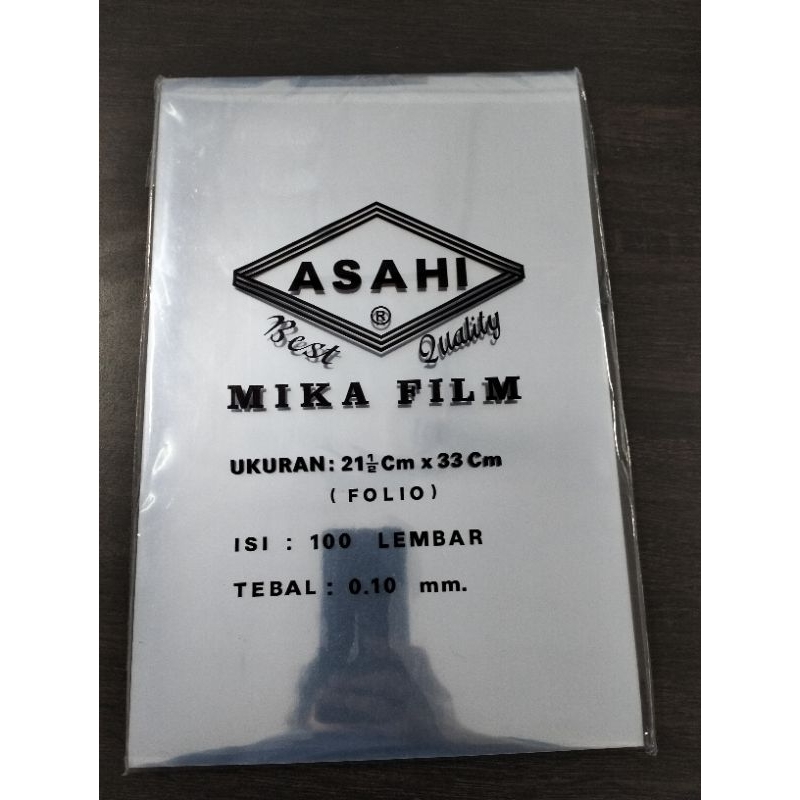 ASAHI
®
Best Quality
MIKA FILM
UKURAN: 21½ Cm x 33 Cm
(FOLIO)
ISI : 100 LEMBAR
TEBAL : 0.10 mm.